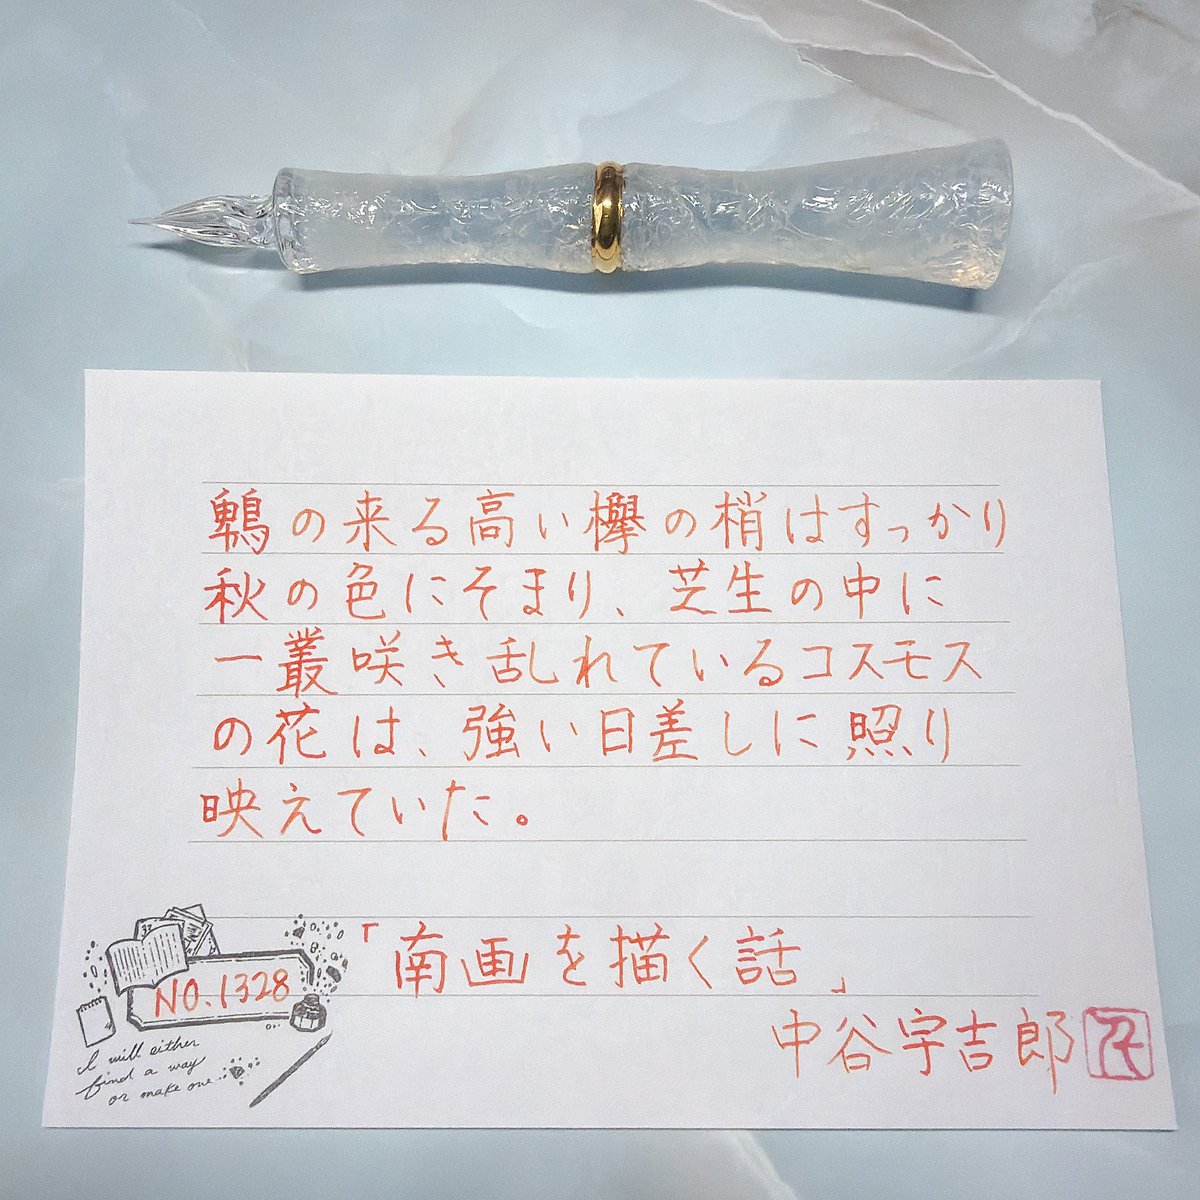 鵯の来る高い欅の梢はすっかり
秋の色にそまり、芝生の中に
一叢咲き乱れているコスモス
の花は、強い日差しに照り
映えていた。
「南画を描く話」
NO.1328
中谷宇吉郎
I will either
find a way
or make one...